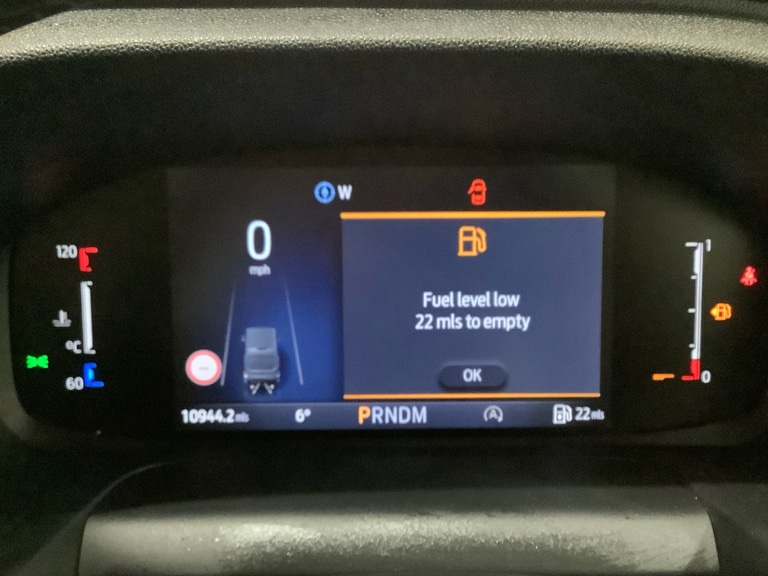 W
0
mph
120
°C
60
Fuel level low
22 mls to empty
OK
1
0
10944.2 mls
6°
PRNDM
A
22 mls